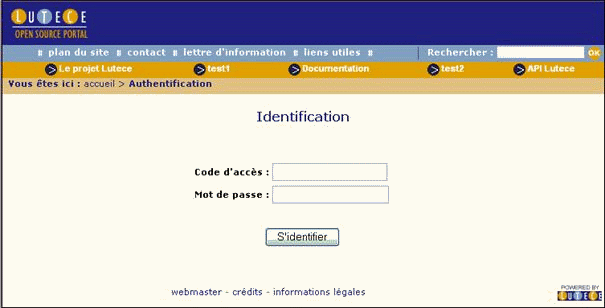 LUTECE
OPEN SOURCE PORTAL
# plan du site # contact # lettre d'information # liens utiles # Rechercher : OK
> Le projet Lutece > test1 > Documentation > test2 > API Lutece
Vous êtes ici : accueil > Authentification
Identification
Code d'accès :
Mot de passe :
S'identifier
webmaster - crédits - informations légales
POWERED BY
LUTECE